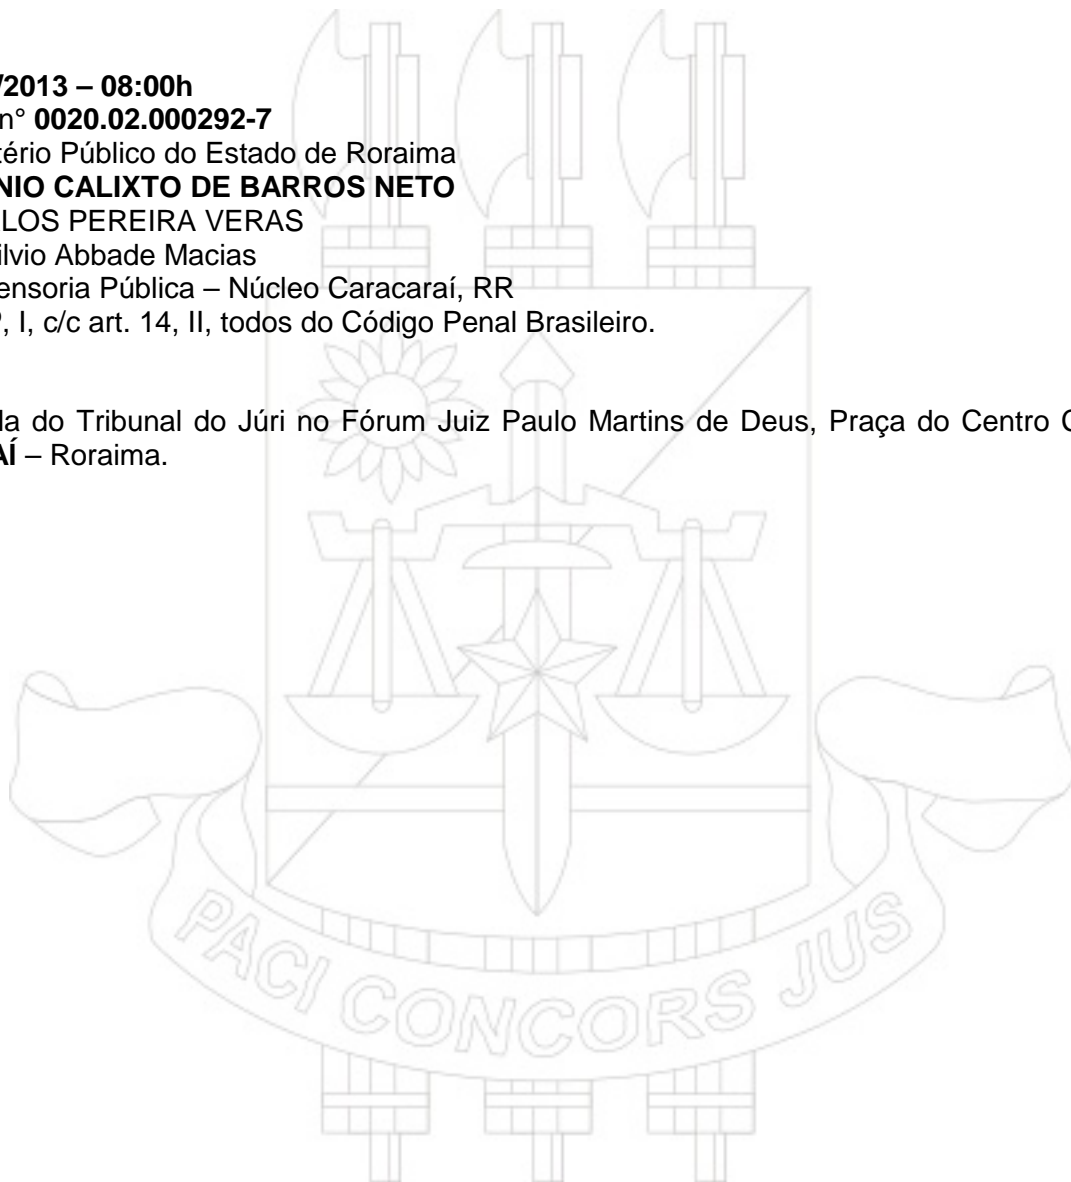 /2013 – 08:00h
n° 0020.02.000292-7
tério Público do Estado de Roraima
NIO CALIXTO DE BARROS NETO
LOS PEREIRA VERAS
ilvio Abbade Macias
ensoria Pública – Núcleo Caracaraí, RR
, I, c/c art. 14, II, todos do Código Penal Brasileiro.
la do Tribunal do Júri no Fórum Juiz Paulo Martins de Deus, Praça do Centro C
AÍ – Roraima.
PACI CONCORS JUS